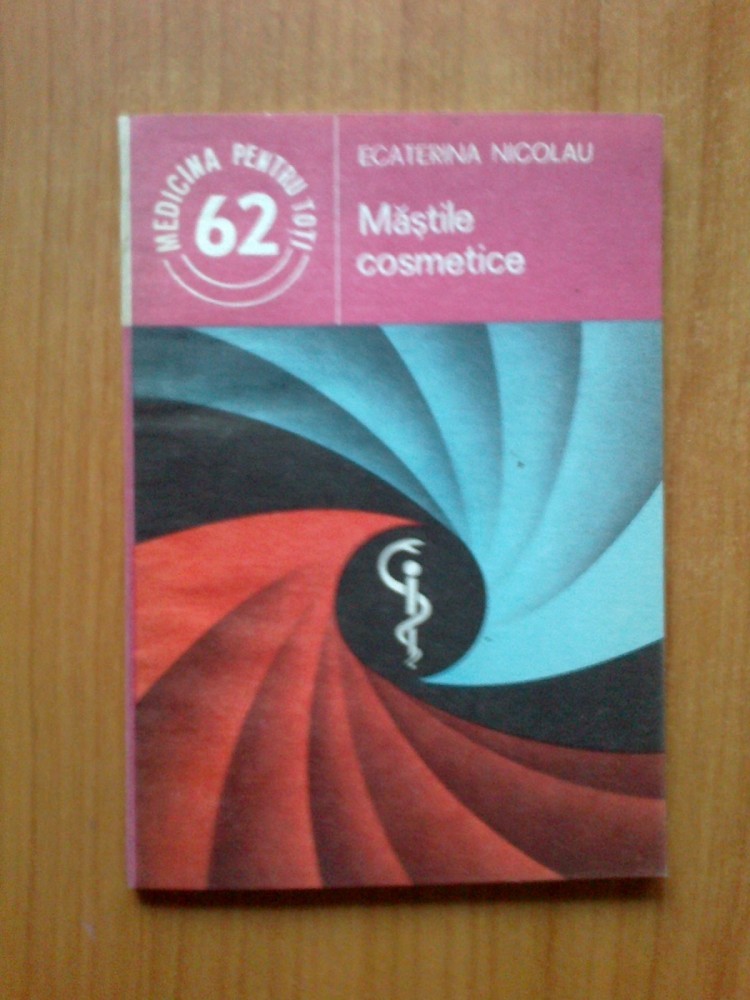 MEDICINA PENTRU TOȚI
62
ECATERINA NICOLAU
Măștile
cosmetice